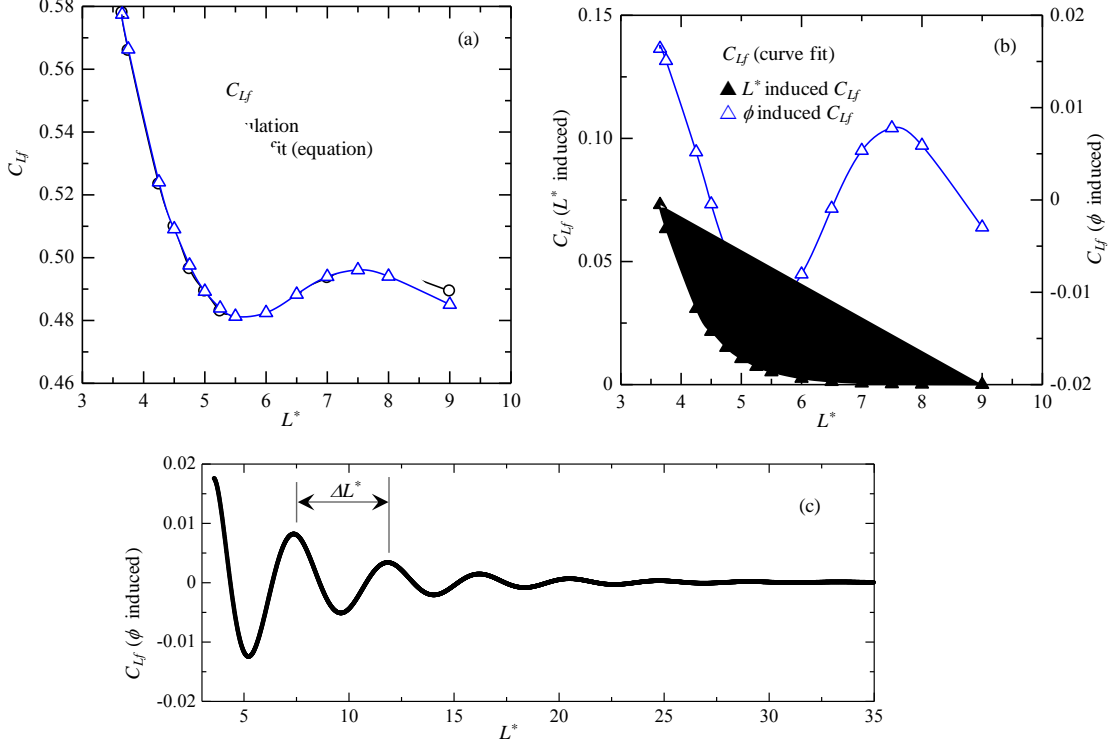 0.58
0.56
0.54
0.52
0.50
0.48
0.46
3 4 5 6 7 8 9 10
C_Lf
L*
(a)
C_Lf
fit (equation)
0.15
0.10
0.05
0
3 4 5 6 7 8 9 10
0.02
0.01
0
-0.01
-0.02
C_Lf (L* induced)
C_Lf (ϕ induced)
L*
(b)
C_Lf (curve fit)
L* induced C_Lf
ϕ induced C_Lf
0.02
0.01
0
-0.01
-0.02
5 10 15 20 25 30 35
C_Lf (ϕ induced)
L*
ΔL*
(c)